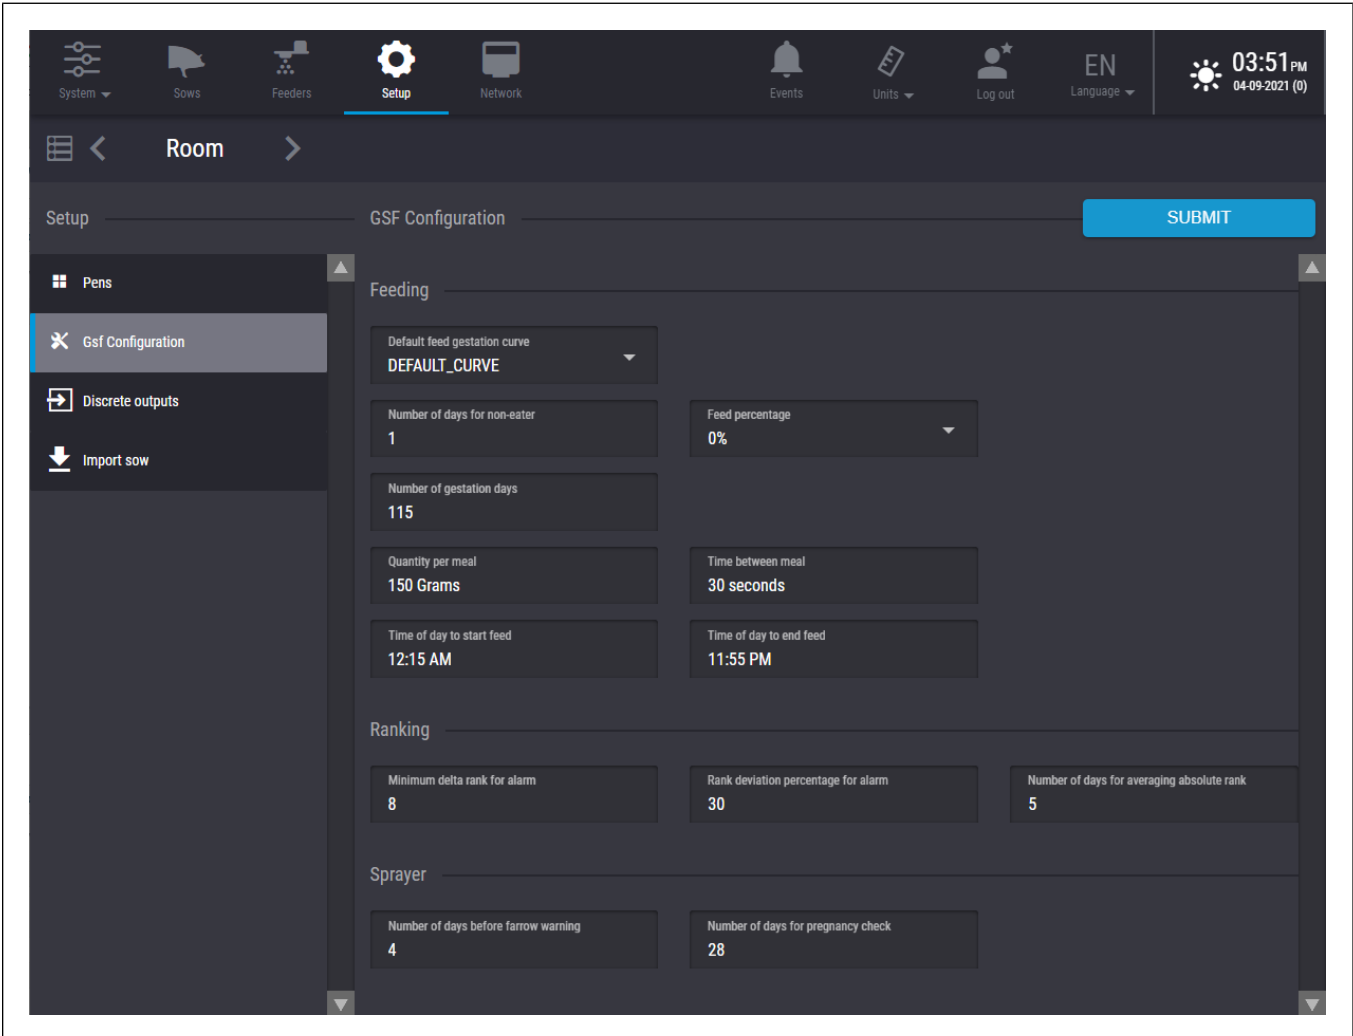 System
Sows
Feeders
Setup
Network
Events
Units
Log out
EN
Language
03:51 PM
04-09-2021 (0)
Room
Setup
GSF Configuration
SUBMIT
Pens
Gsf Configuration
Discrete outputs
Import sow
Feeding
Default feed gestation curve
DEFAULT_CURVE
Number of days for non-eater
1
Feed percentage
0%
Number of gestation days
115
Quantity per meal
150 Grams
Time between meal
30 seconds
Time of day to start feed
12:15 AM
Time of day to end feed
11:55 PM
Ranking
Minimum delta rank for alarm
8
Rank deviation percentage for alarm
30
Number of days for averaging absolute rank
5
Sprayer
Number of days before farrow warning
4
Number of days for pregnancy check
28